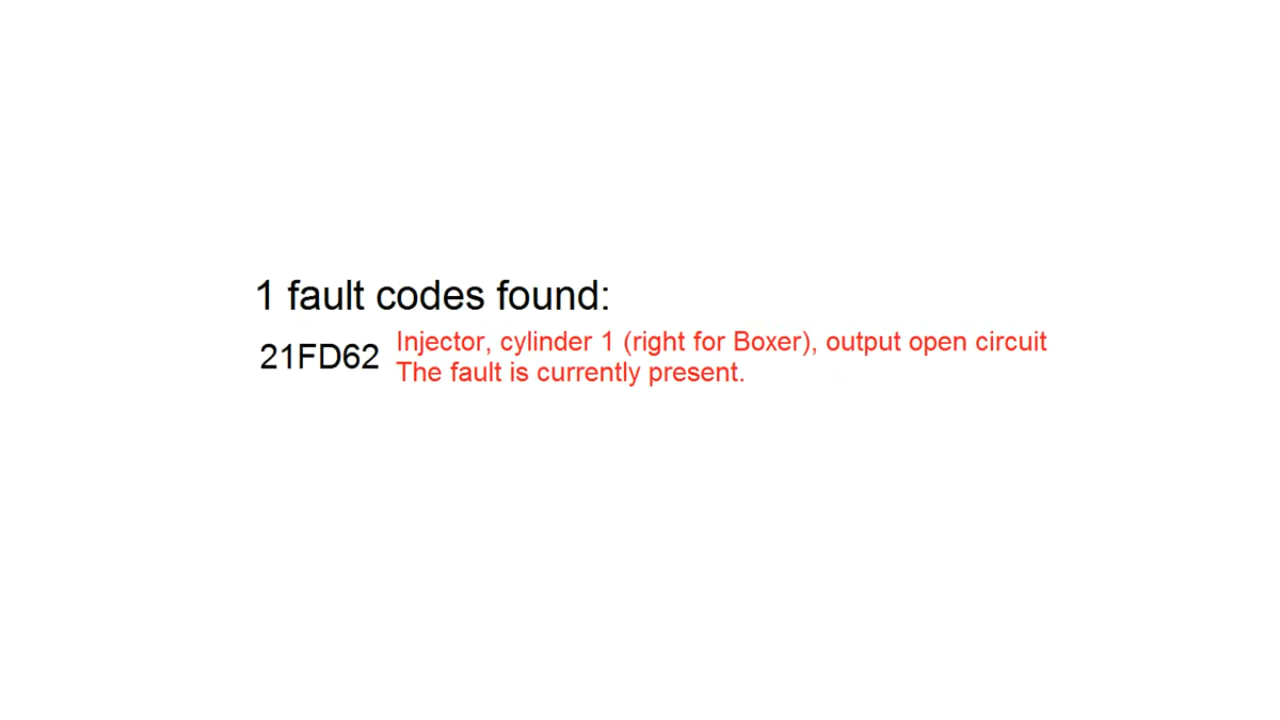 1 fault codes found:
21FD62 Injector, cylinder 1 (right for Boxer), output open circuit
The fault is currently present.